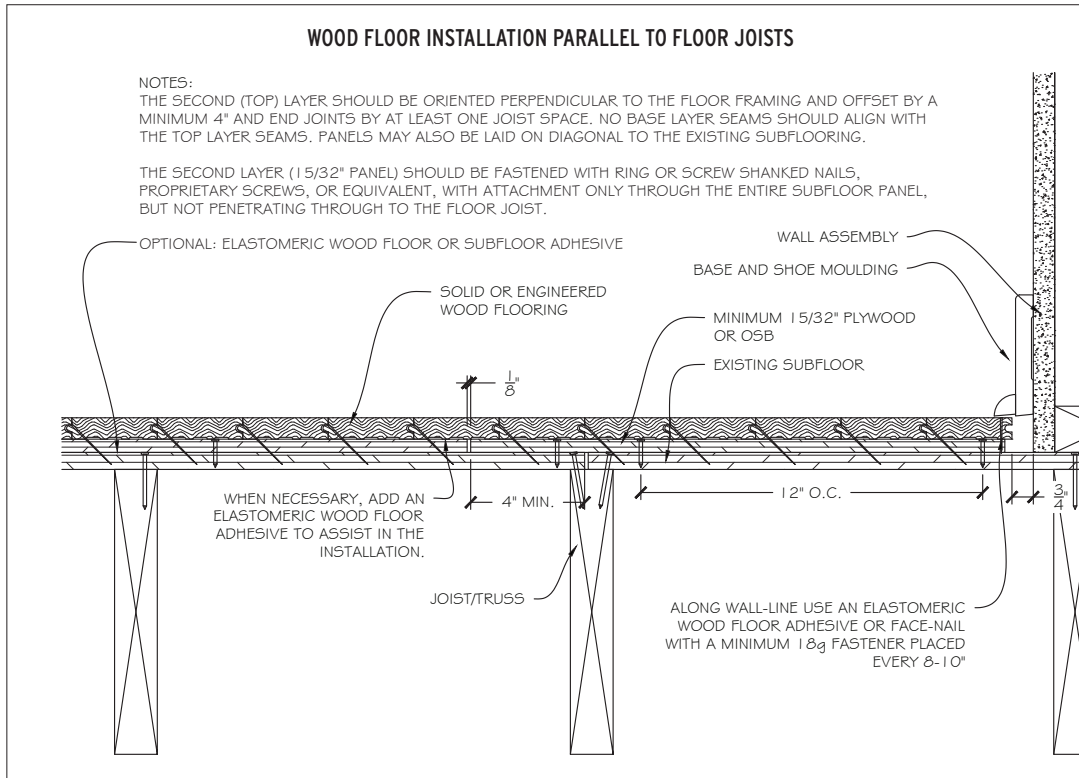 WOOD FLOOR INSTALLATION PARALLEL TO FLOOR JOISTS
NOTES:
THE SECOND (TOP) LAYER SHOULD BE ORIENTED PERPENDICULAR TO THE FLOOR FRAMING AND OFFSET BY A
MINIMUM 4" AND END JOINTS BY AT LEAST ONE JOIST SPACE. NO BASE LAYER SEAMS SHOULD ALIGN WITH
THE TOP LAYER SEAMS. PANELS MAY ALSO BE LAID ON DIAGONAL TO THE EXISTING SUBFLOORING.
THE SECOND LAYER (15/32" PANEL) SHOULD BE FASTENED WITH RING OR SCREW SHANKED NAILS,
PROPRIETARY SCREWS, OR EQUIVALENT, WITH ATTACHMENT ONLY THROUGH THE ENTIRE SUBFLOOR PANEL,
BUT NOT PENETRATING THROUGH TO THE FLOOR JOIST.
OPTIONAL: ELASTOMERIC WOOD FLOOR OR SUBFLOOR ADHESIVE
WALL ASSEMBLY
BASE AND SHOE MOULDING
SOLID OR ENGINEERED
WOOD FLOORING
MINIMUM 15/32" PLYWOOD
OR OSB
EXISTING SUBFLOOR
1/8"
WHEN NECESSARY, ADD AN
ELASTOMERIC WOOD FLOOR
ADHESIVE TO ASSIST IN THE
INSTALLATION.
4" MIN.
12" O.C.
3/4"
JOIST/TRUSS
ALONG WALL-LINE USE AN ELASTOMERIC
WOOD FLOOR ADHESIVE OR FACE-NAIL
WITH A MINIMUM 18g FASTENER PLACED
EVERY 8-10"